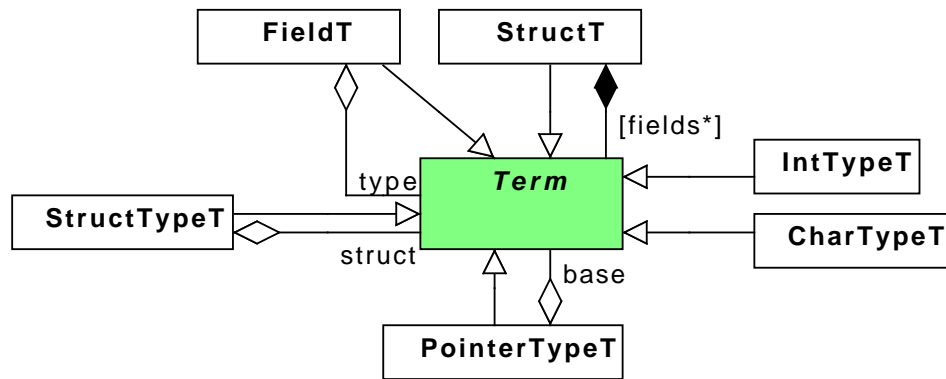 FieldT
StructT
[fields*]
Term
IntTypeT
type
StructTypeT
CharTypeT
struct
base
PointerTypeT